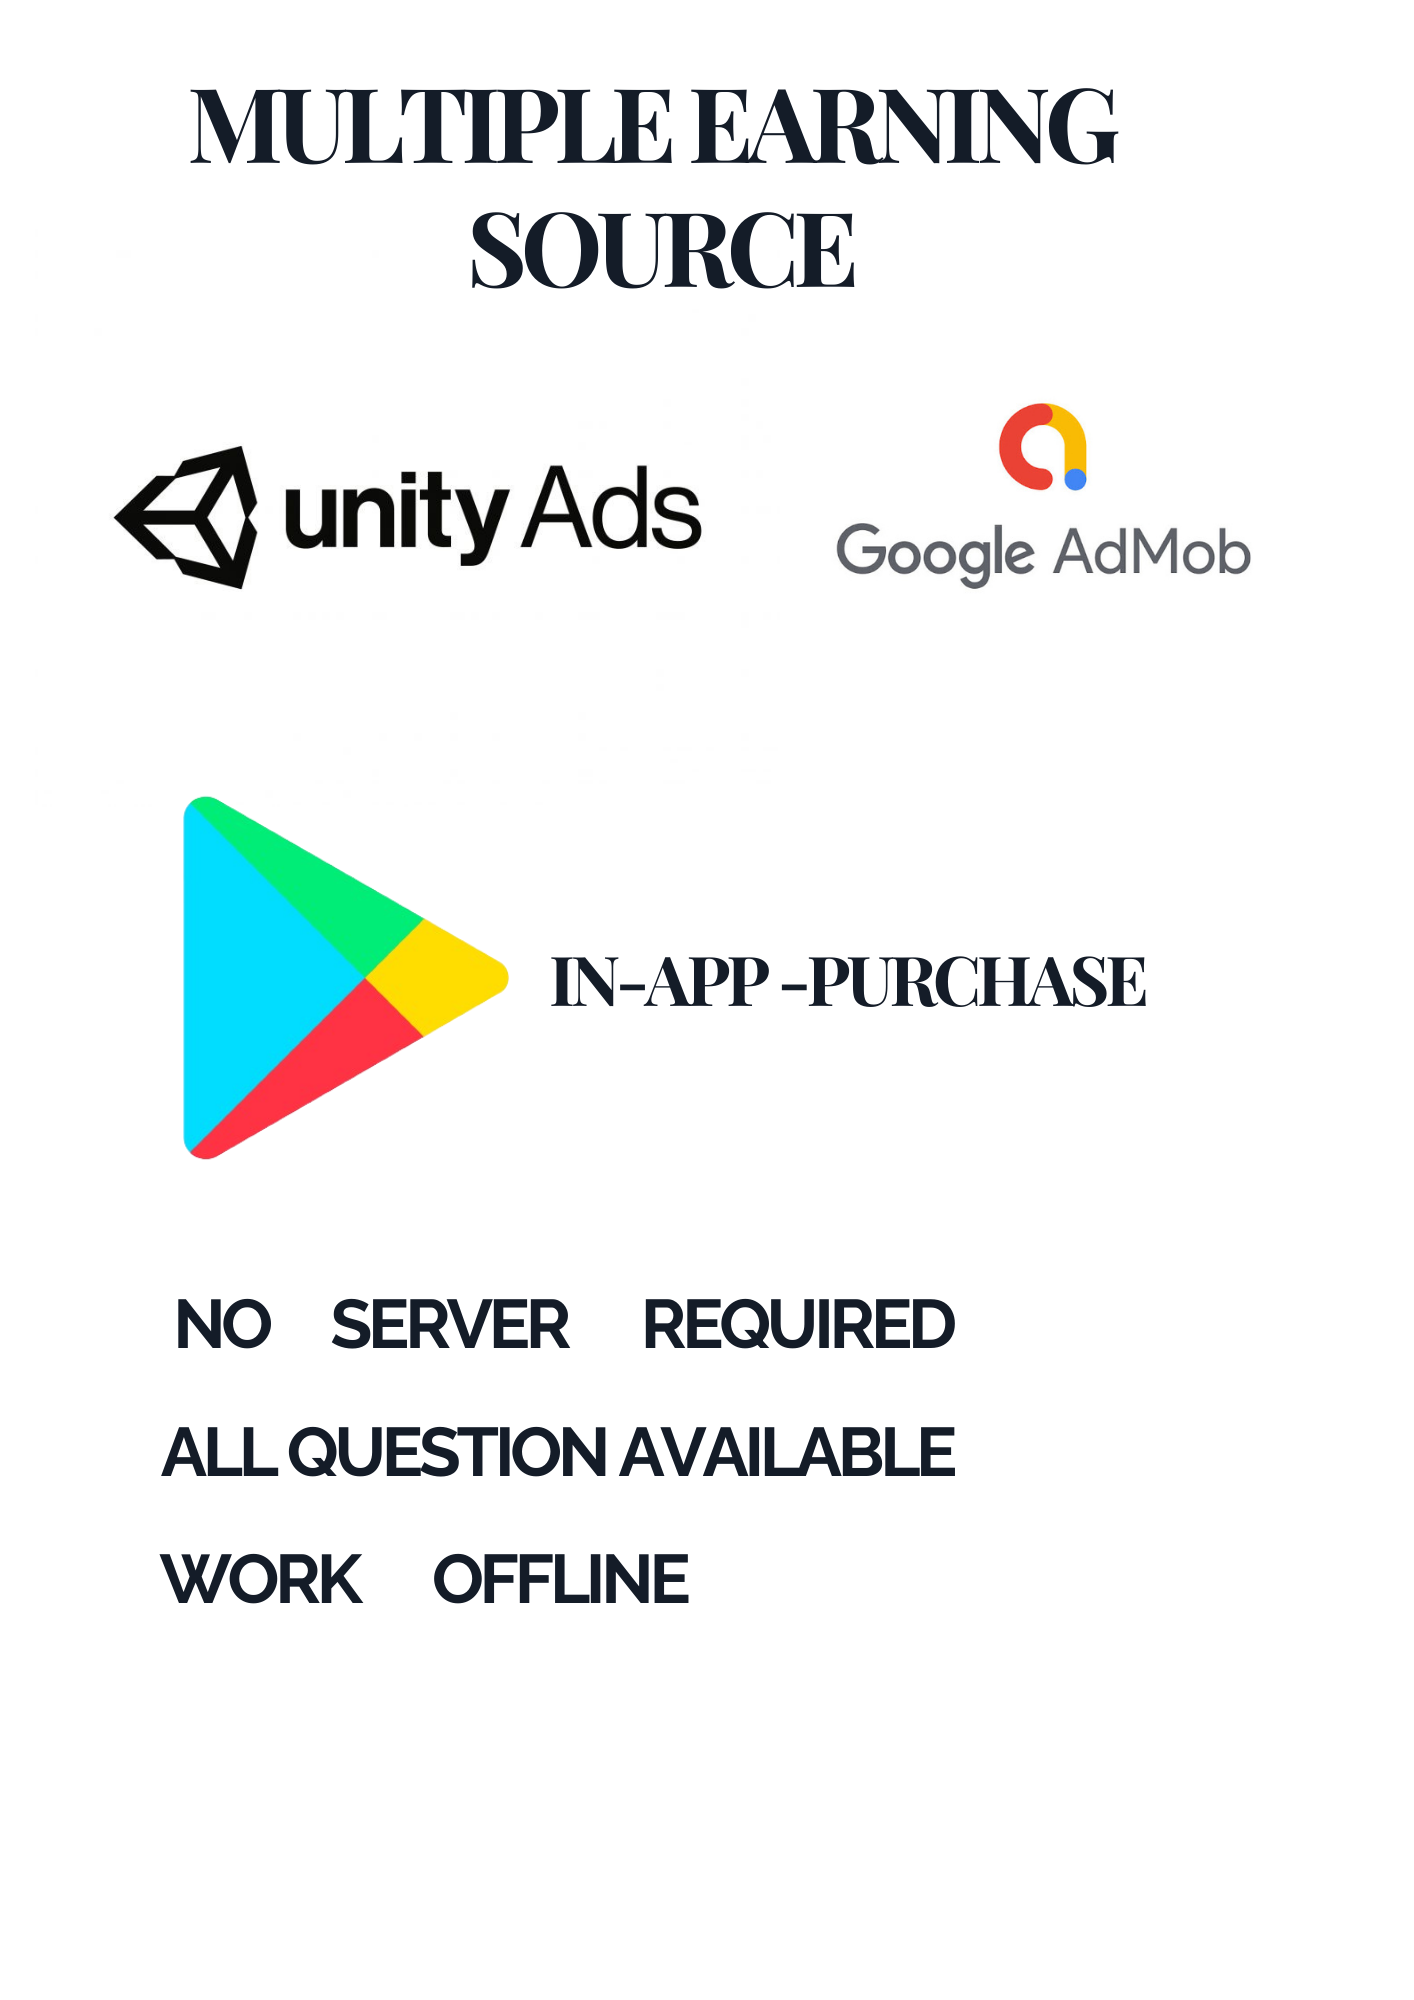 MULTIPLE EARNING
SOURCE
unity Ads
Google AdMob
IN-APP -PURCHASE
NO SERVER REQUIRED
ALL QUESTION AVAILABLE
WORK OFFLINE